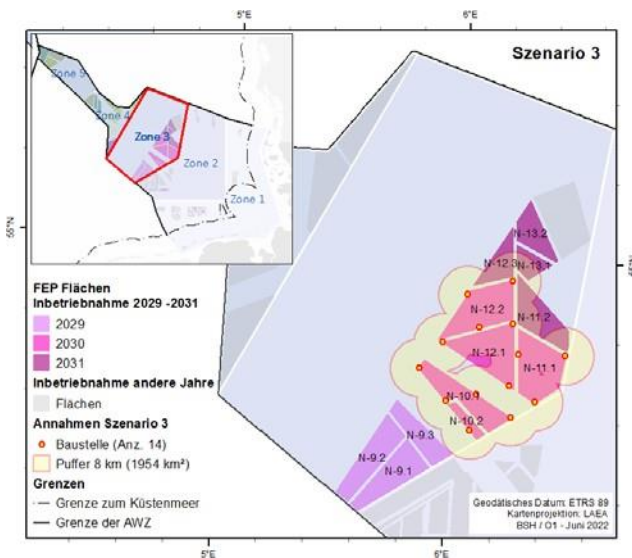 5°E
6°E
Szenario 3
Zone 9
Zone 4
Zone 3
Zone 2
Zone 1
55°N
55°N
FEP Flächen
Inbetriebnahme 2029 -2031
2029
2030
2031
Inbetriebnahme andere Jahre
Flächen
Annahmen Szenario 3
Baustelle (Anz. 14)
Puffer 8 km (1954 km²)
Grenzen
Grenze zum Küstenmeer
Grenze der AWZ
N-13.2
N-12.3
N-13.1
N-12.2
N-11.2
N-12.1
N-11.1
N-10.1
N-10.2
N-9.3
N-9.2
N-9.1
Geodätisches Datum: ETRS 89
Kartenprojektion: LAEA
BSH / O1 - Juni 2022
5°E
6°E